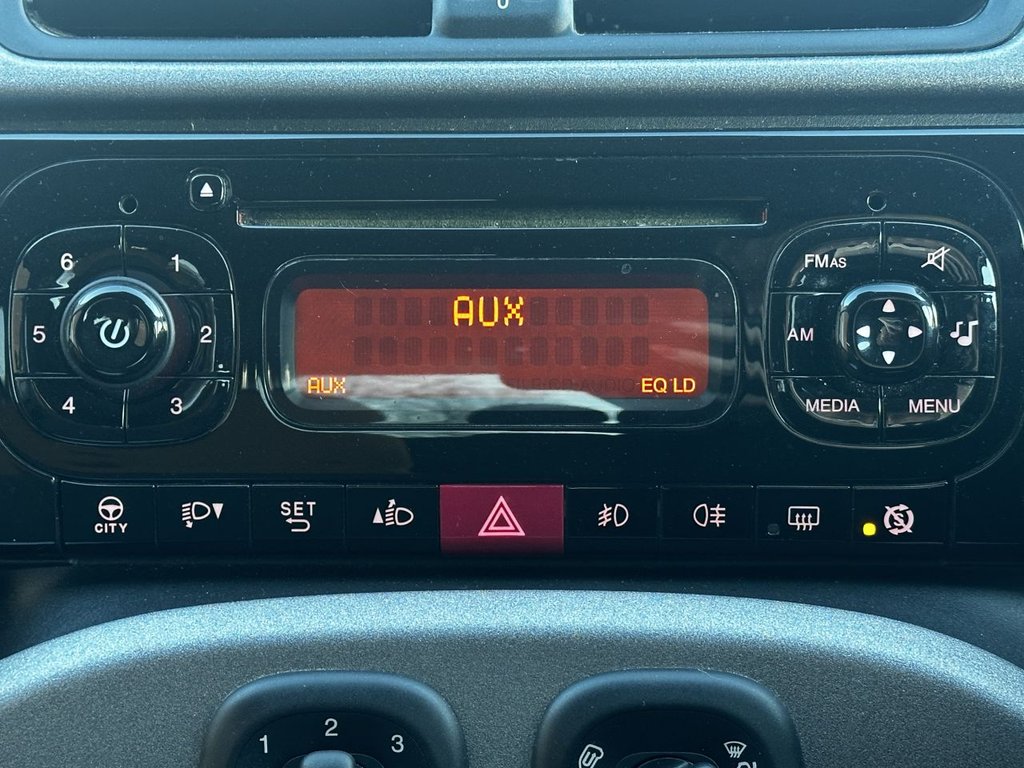 0
6 1
FMAS
AUX
5 2
AM
AUX EQ LD
4 3
MEDIA MENU
CITY
SET
1 2 3